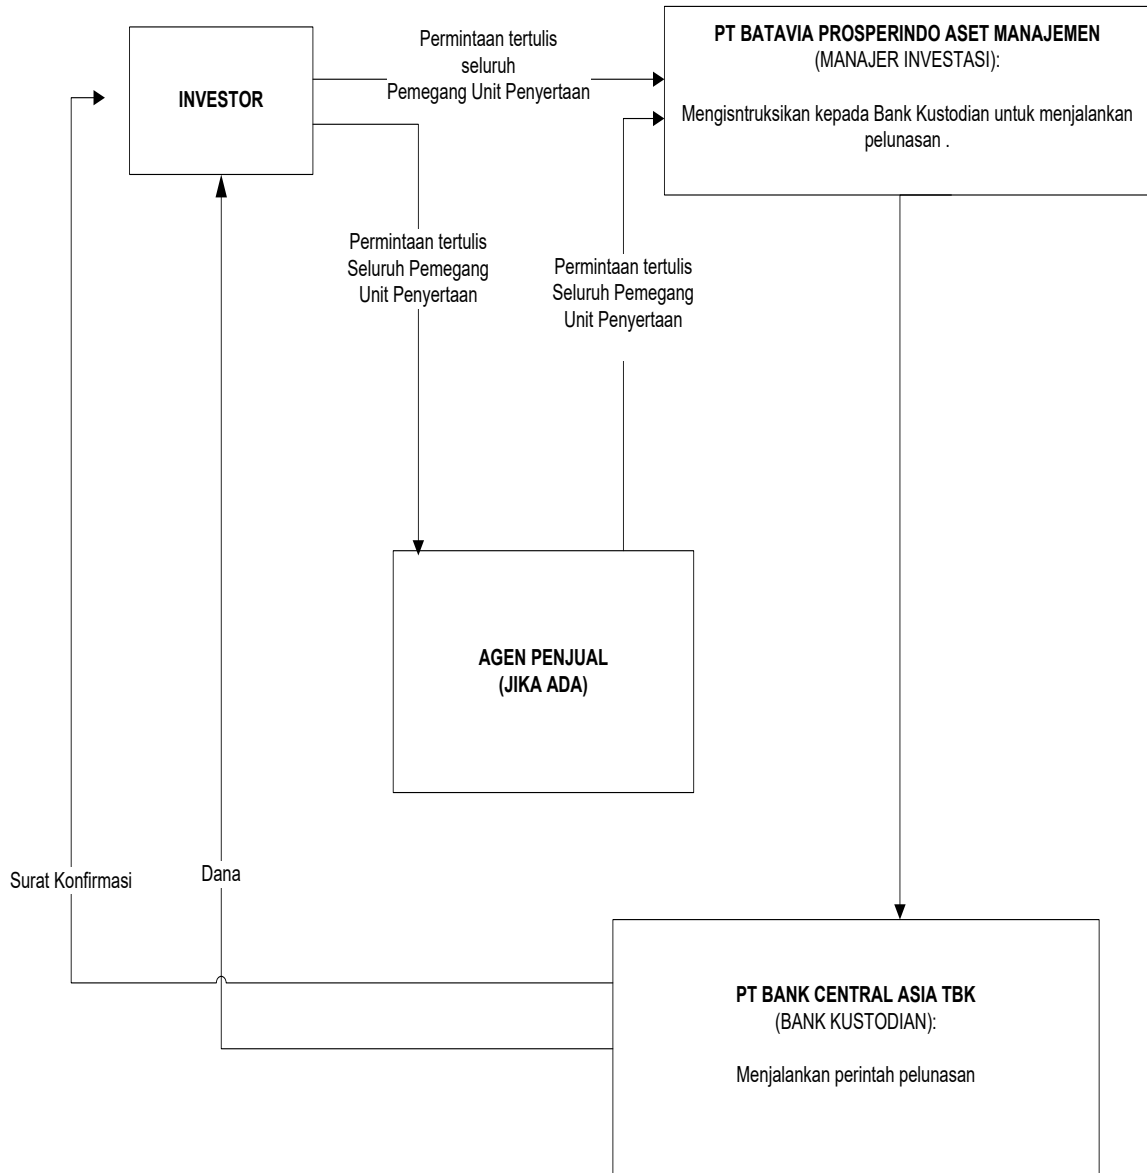 INVESTOR
Permintaan tertulis
seluruh
Pemegang Unit Penyertaan
PT BATAVIA PROSPERINDO ASET MANAJEMEN
(MANAJER INVESTASI):
Mengisntruksikan kepada Bank Kustodian untuk menjalankan
pelunasan .
Permintaan tertulis
Seluruh Pemegang
Unit Penyertaan
Permintaan tertulis
Seluruh Pemegang
Unit Penyertaan
AGEN PENJUAL
(JIKA ADA)
Surat Konfirmasi
Dana
PT BANK CENTRAL ASIA TBK
(BANK KUSTODIAN):
Menjalankan perintah pelunasan